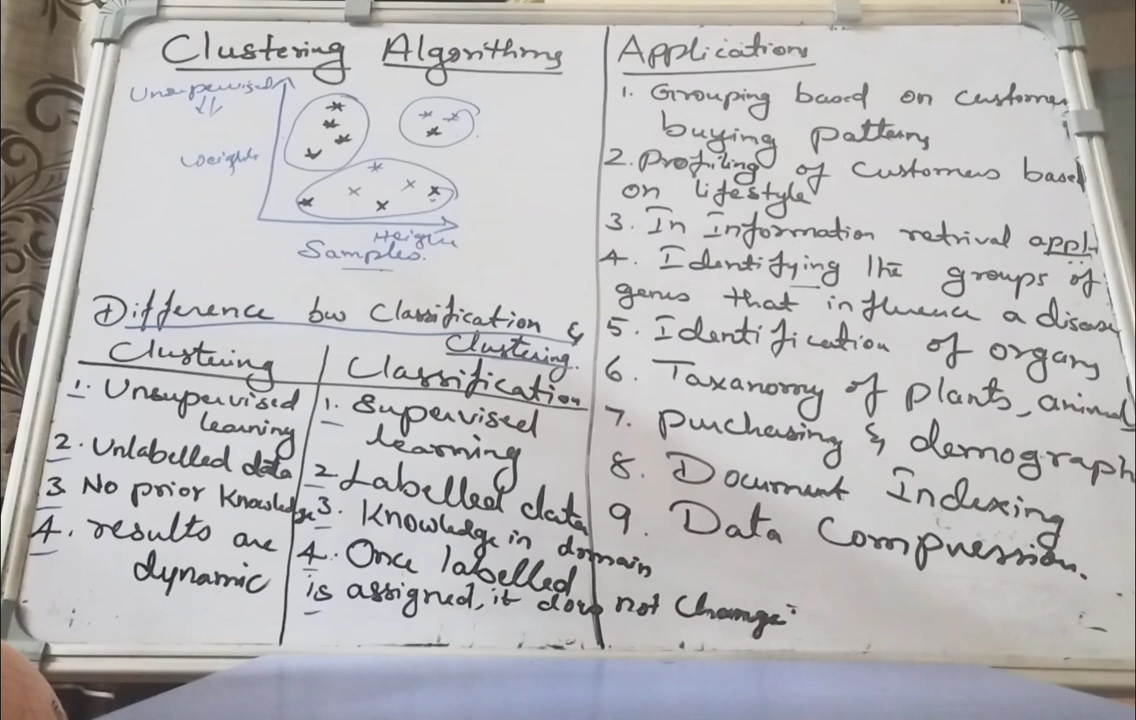 Clustering Algorithms
Unsupervised
Weight
Height
Samples.
Difference bw Classification &
Clustering.
Clustering
1. Unsupervised
learning
2. Unlabelled data
3 No prior Knowledge
4. results are
dynamic
Classification
1. Supervised
learning
2 Labelled data
3. Knowledge in domain
4. Once labelled
is assigned, it does not change
Applications
1. Grouping based on customer
buying patterns
2. Profiling of customers based
on lifestyle
3. In Information retrival appl.
4. Identifying the groups of
genes that influence a disease
5. Identification of organs
6. Taxanomy of plants, animal
7. purchasing & demograph
8. Document Indexing
9. Data Compression.